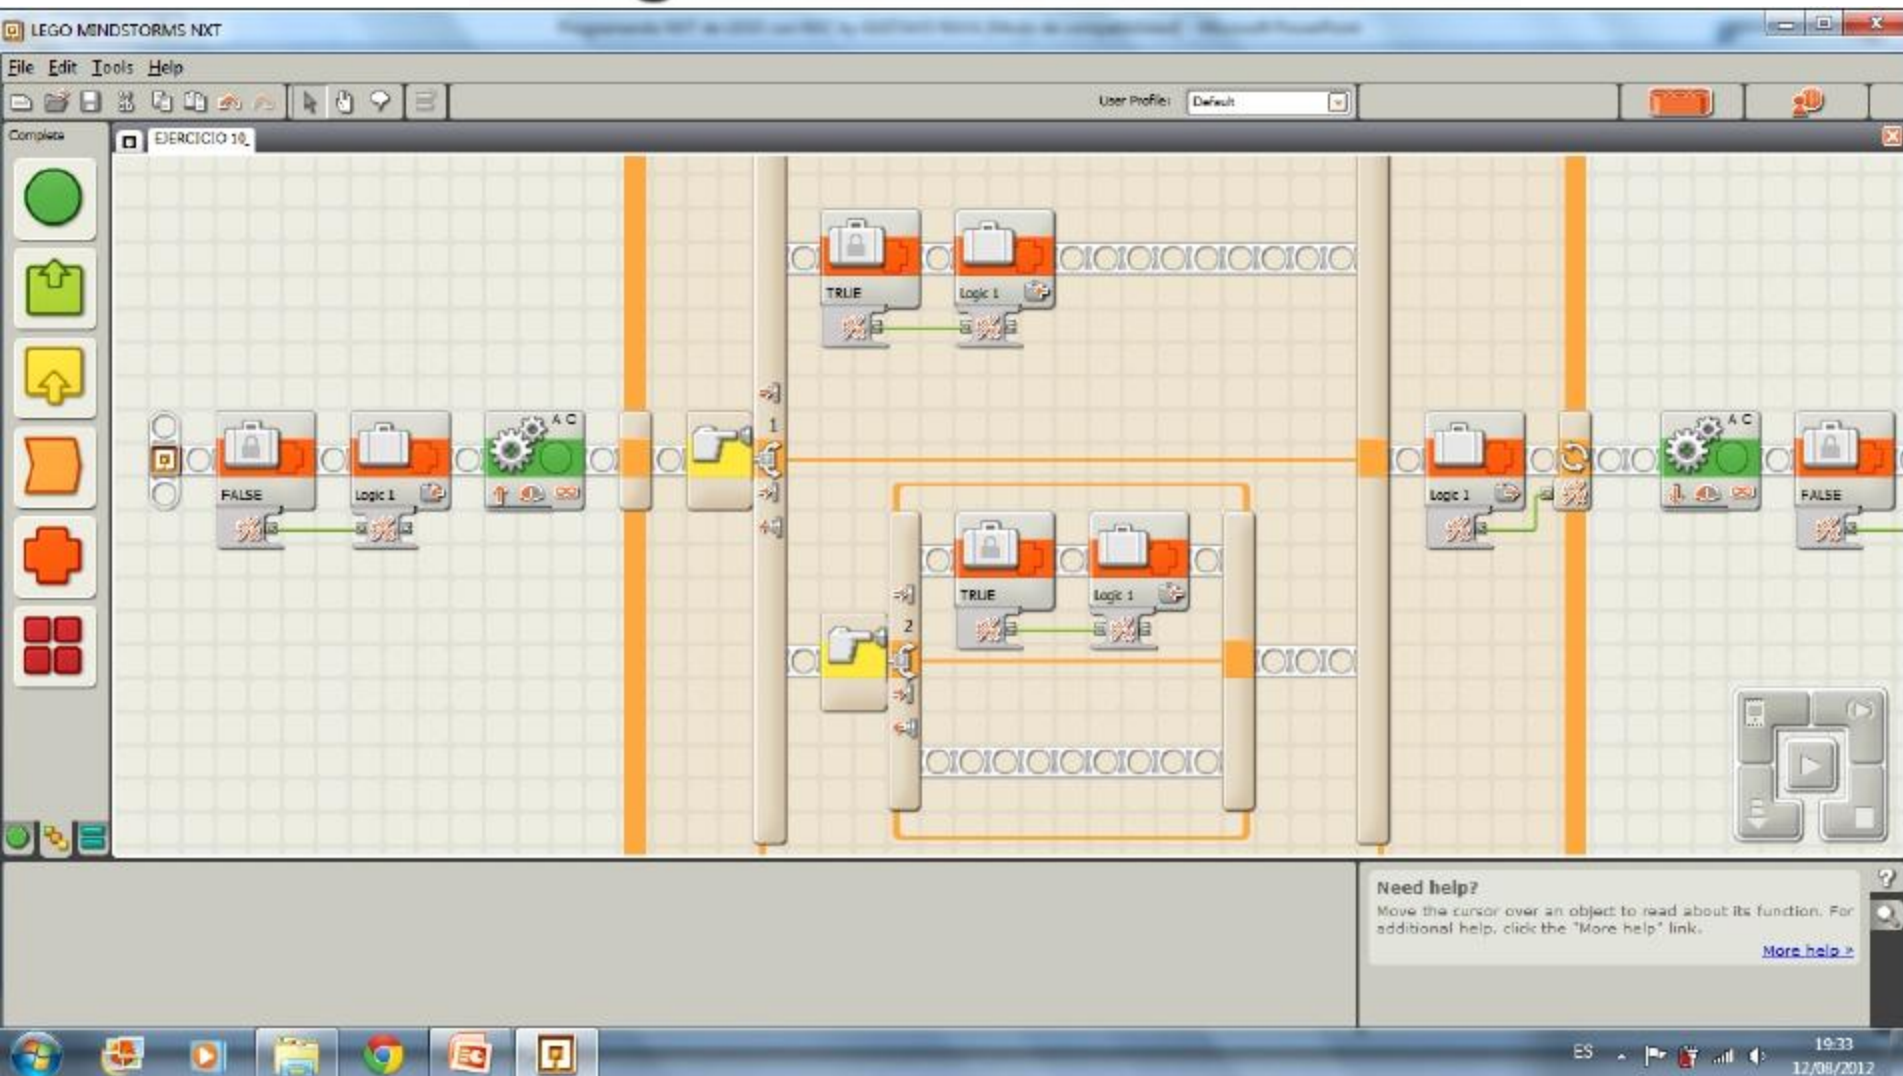 LEGO MINDSTORMS NXT
File Edit Tools Help
User Profile: Default
Complete
EJERCICIO 10_
TRUE
Logic 1
A C
1
FALSE
Logic 1
Logic 1
A C
FALSE
TRUE
Logic 1
2
Need help?
Move the cursor over an object to read about its function. For
additional help, click the "More help" link.
More help »
ES
19:33
12/08/2012